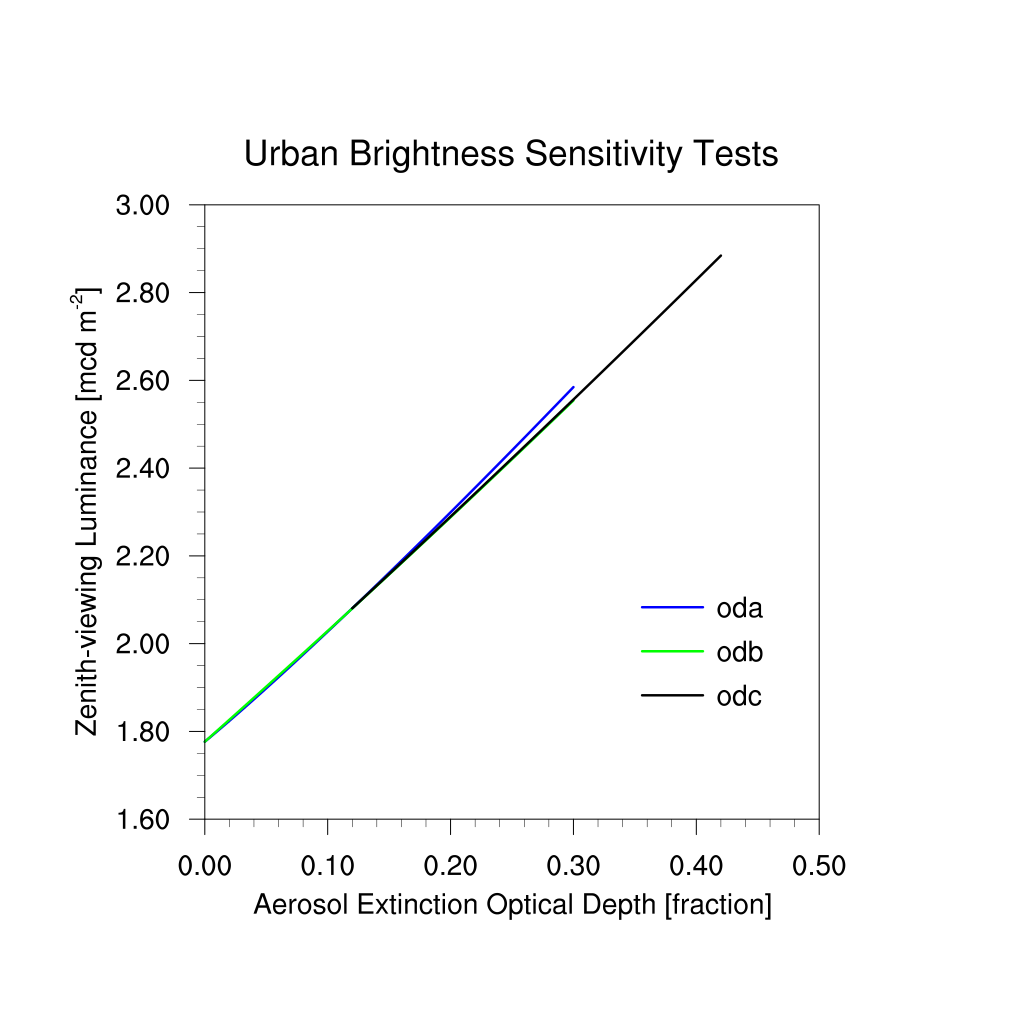 Urban Brightness Sensitivity Tests
3.00
2.80
2.60
2.40
2.20
2.00
1.80
1.60
Zenith-viewing Luminance [mcd m-2]
oda
odb
odc
0.00 0.10 0.20 0.30 0.40 0.50
Aerosol Extinction Optical Depth [fraction]